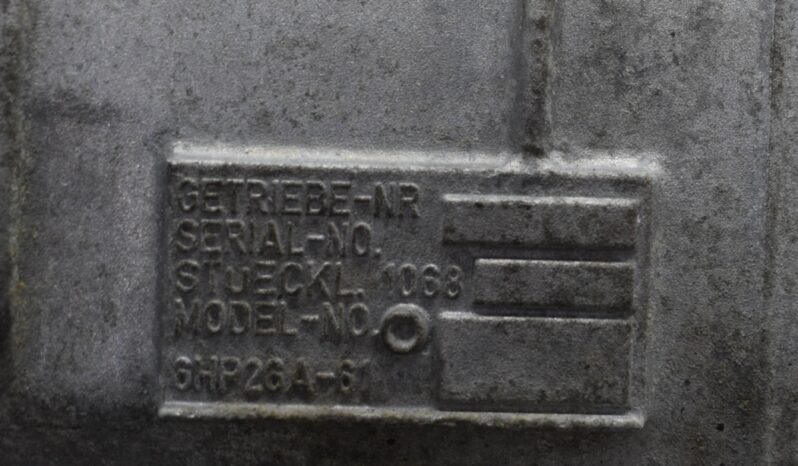 GETRIEBE-NR
SERIAL-NO.
STUECKL. 1068
MODEL-NO.
6HP26A-61